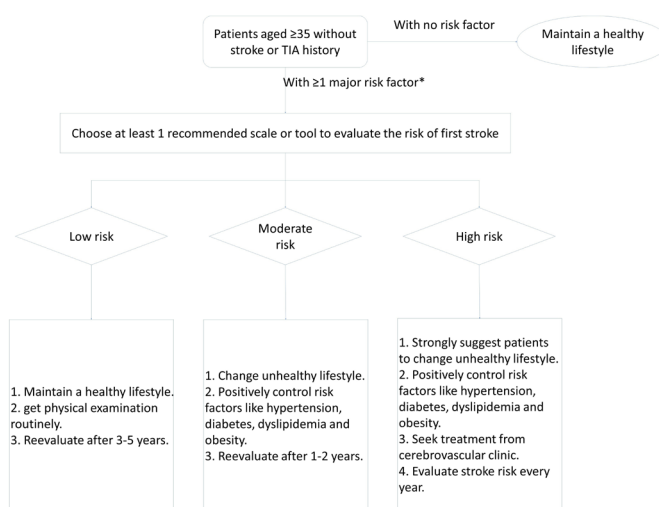 Patients aged ≥35 without
stroke or TIA history
With no risk factor
Maintain a healthy
lifestyle
With ≥1 major risk factor*
Choose at least 1 recommended scale or tool to evaluate the risk of first stroke
Low risk
Moderate
risk
High risk
1. Maintain a healthy lifestyle.
2. get physical examination
routinely.
3. Reevaluate after 3-5 years.
1. Change unhealthy lifestyle.
2. Positively control risk
factors like hypertension,
diabetes, dyslipidemia and
obesity.
3. Reevaluate after 1-2 years.
1. Strongly suggest patients
to change unhealthy lifestyle.
2. Positively control risk
factors like hypertension,
diabetes, dyslipidemia and
obesity.
3. Seek treatment from
cerebrovascular clinic.
4. Evaluate stroke risk every
year.